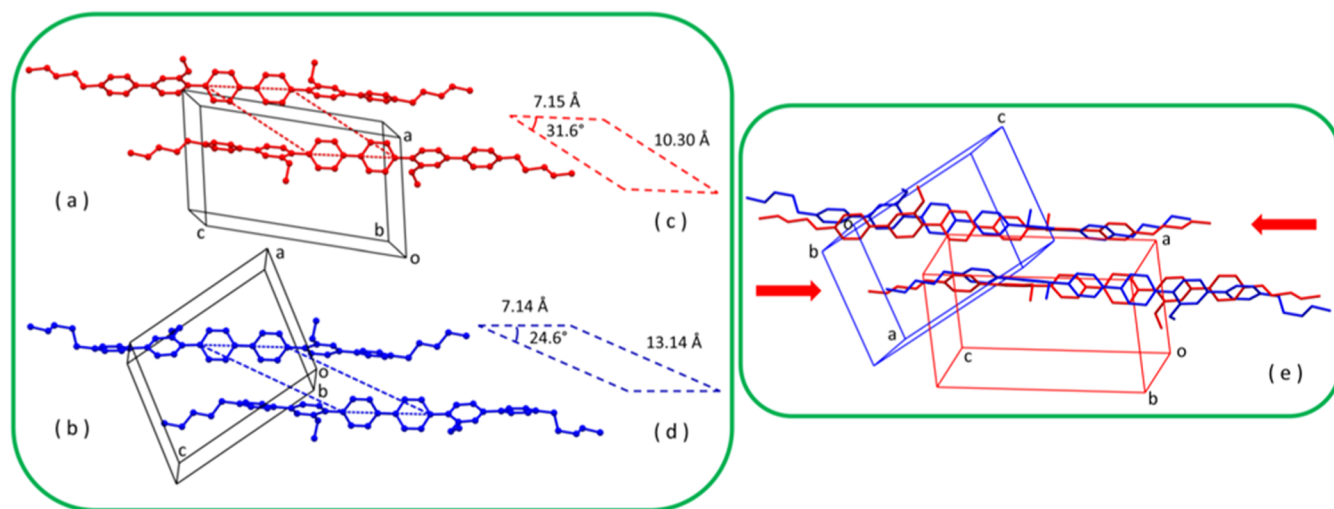 7.15 Å
31.6°
10.30 Å
a
( a )
( c )
c
b
o
a
7.14 Å
24.6°
13.14 Å
o
b
( b )
( d )
c
c
o
b
a
a
c
o
( e )
b